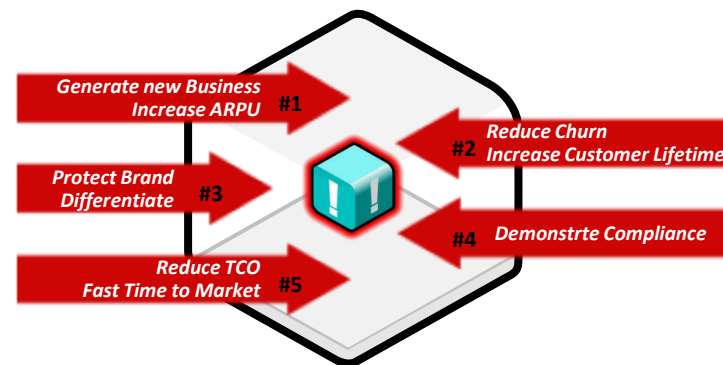 Generate new Business
Increase ARPU
#1
#2
Reduce Churn
Increase Customer Lifetime
Protect Brand
Differentiate
#3
#4
Demonstrte Compliance
Reduce TCO
Fast Time to Market
#5
! !